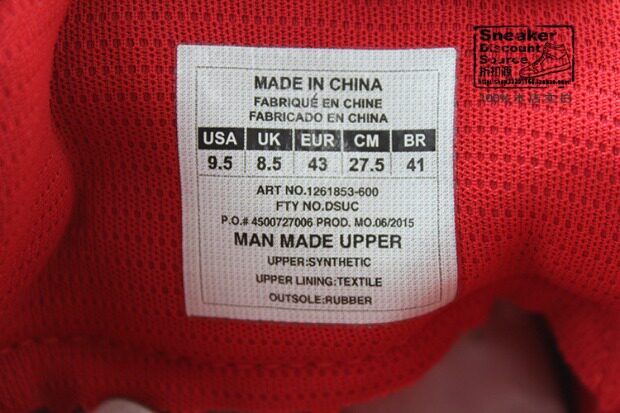 Sneaker
Discount
Source
MADE IN CHINA
FABRIQUÉ EN CHINE
FABRICADO EN CHINA
USA UK EUR CM BR
9.5 8.5 43 27.5 41
ART NO.1261853-600
FTY NO.DSUC
P.O.# 4500727006 PROD. MO.06/2015
MAN MADE UPPER
UPPER:SYNTHETIC
UPPER LINING:TEXTILE
OUTSOLE:RUBBER